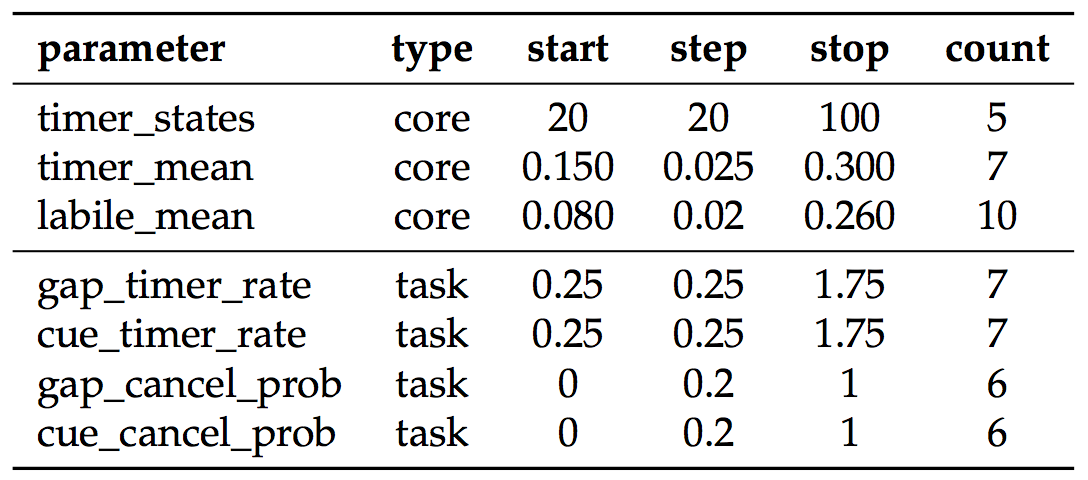 parameter type start step stop count
timer_states core 20 20 100 5
timer_mean core 0.150 0.025 0.300 7
labile_mean core 0.080 0.02 0.260 10
gap_timer_rate task 0.25 0.25 1.75 7
cue_timer_rate task 0.25 0.25 1.75 7
gap_cancel_prob task 0 0.2 1 6
cue_cancel_prob task 0 0.2 1 6